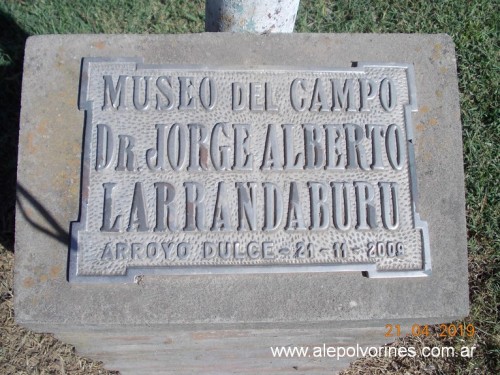 MUSEO DEL CAMPO
DR. JORGE ALBERTO
LARRANDABURU
ARROYO DULCE - 21 - 11 - 2009
21 04 2019
www.alepolvorines.com.ar